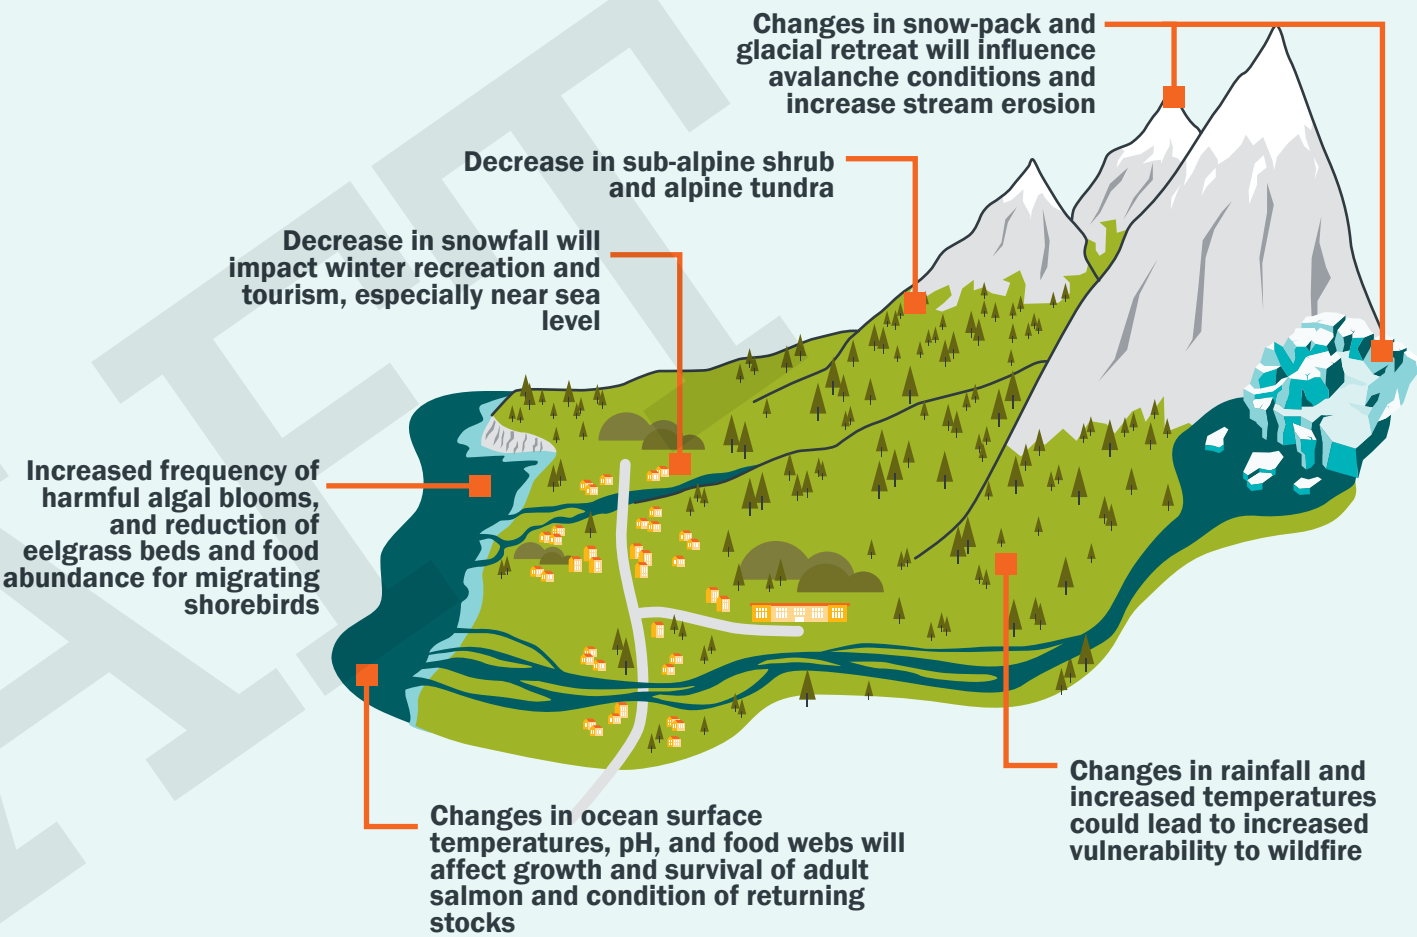 Changes in snow-pack and
glacial retreat will influence
avalanche conditions and
increase stream erosion
Decrease in sub-alpine shrub
and alpine tundra
Decrease in snowfall will
impact winter recreation and
tourism, especially near sea
level
Increased frequency of
harmful algal blooms,
and reduction of
eelgrass beds and food
abundance for migrating
shorebirds
Changes in rainfall and
increased temperatures
could lead to increased
vulnerability to wildfire
Changes in ocean surface
temperatures, pH, and food webs will
affect growth and survival of adult
salmon and condition of returning
stocks
AFT